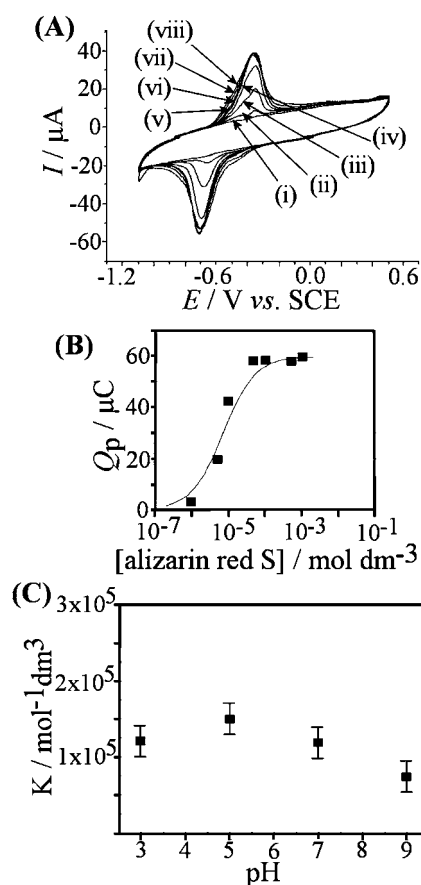 (A)
40
20
0
-20
-40
-60
I / μA
(viii)
(vii)
(vi)
(v)
(i)
(ii)
(iii)
(iv)
-1.2
-0.6
0.0
0.6
E / V vs. SCE
(B)
60
40
20
0
Qp / μC
10-7
10-5
10-3
10-1
[alizarin red S] / mol dm-3
(C)
3x105
2x105
1x105
K / mol-1dm3
3
4
5
6
7
8
9
pH